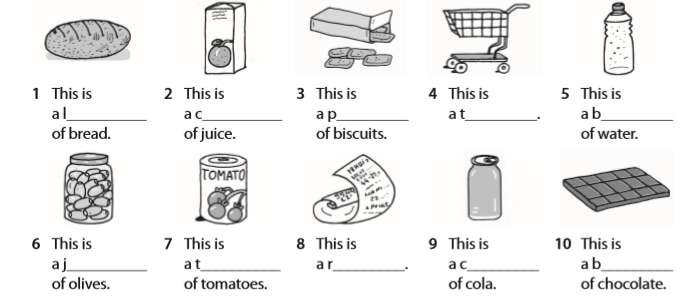 1 This is 2 This is 3 This is 4 This is 5 This is
a l__________ a c__________ a p__________ a t__________. a b__________
of bread. of juice. of biscuits. of water.
TOMATO
6 This is 7 This is 8 This is 9 This is 10 This is
a j__________ a t__________ a r__________. a c__________ a b__________
of olives. of tomatoes. of cola. of chocolate.